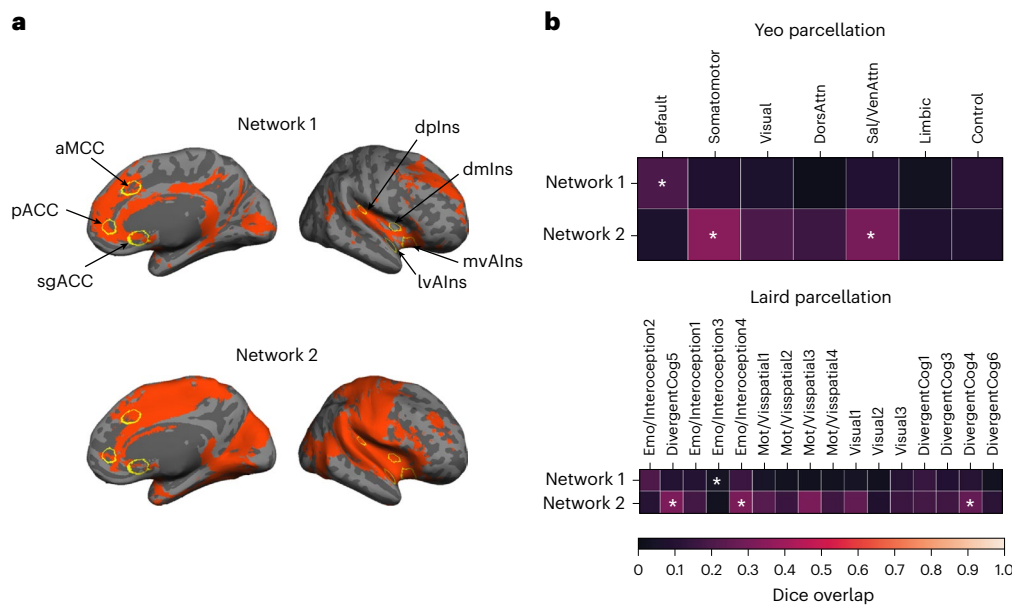 a
Network 1
aMCC
pACC
sgACC
dpIns
dmIns
mvAIns
lvAIns
Network 2
b
Yeo parcellation
Default
Somatomotor
Visual
DorsAttn
Sal/VenAttn
Limbic
Control
Network 1
*
Network 2
* *
Laird parcellation
Emo/Interoception2
DivergentCog5
Emo/Interoception1
Emo/Interoception3
Emo/Interoception4
Mot/Visspatial1
Mot/Visspatial2
Mot/Visspatial3
Mot/Visspatial4
Visual1
Visual2
Visual3
DivergentCog1
DivergentCog3
DivergentCog4
DivergentCog6
Network 1
*
Network 2
* * *
0 0.1 0.2 0.3 0.4 0.5 0.6 0.7 0.8 0.9 1.0
Dice overlap